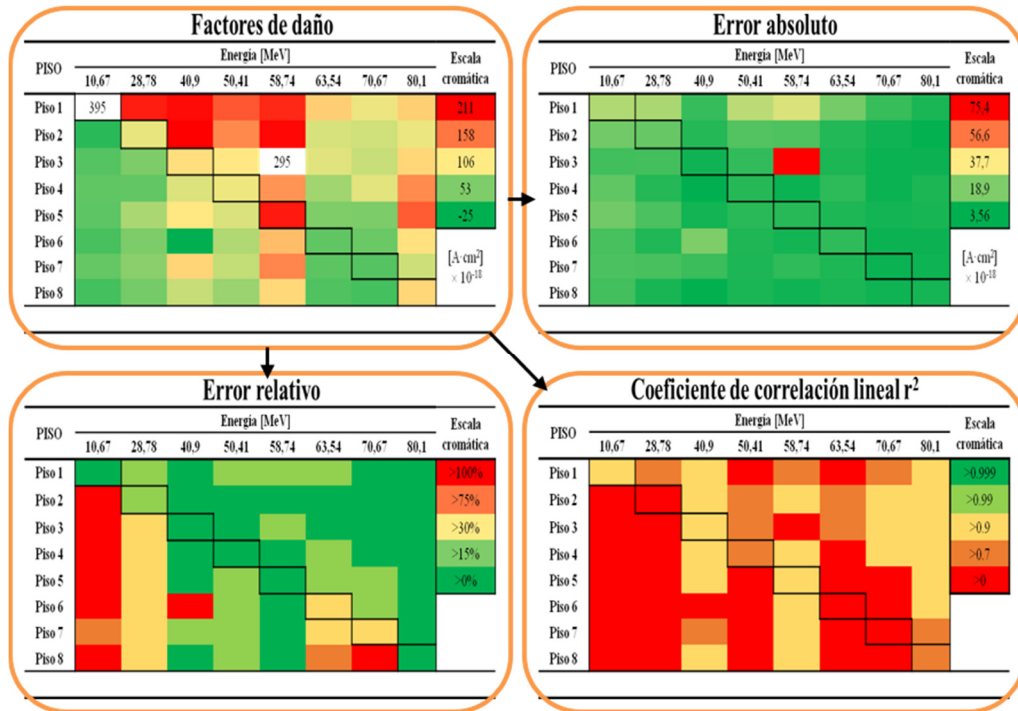 Factores de daño
Energía [MeV]
PISO
Escala cromática
10,67 28,78 40,9 50,41 58,74 63,54 70,67 80,1
Piso 1 395 211
Piso 2 158
Piso 3 295 106
Piso 4 53
Piso 5 -25
Piso 6
Piso 7
Piso 8
[A·cm²]
× 10⁻¹⁸
Error absoluto
Energía [MeV]
PISO
Escala cromática
10,67 28,78 40,9 50,41 58,74 63,54 70,67 80,1
Piso 1 75,4
Piso 2 56,6
Piso 3 37,7
Piso 4 18,9
Piso 5 3,56
Piso 6
Piso 7
Piso 8
[A·cm²]
× 10⁻¹⁸
Error relativo
Energía [MeV]
PISO
Escala cromática
10,67 28,78 40,9 50,41 58,74 63,54 70,67 80,1
Piso 1 >100%
Piso 2 >75%
Piso 3 >30%
Piso 4 >15%
Piso 5 >0%
Piso 6
Piso 7
Piso 8
Coeficiente de correlación lineal r²
Energía [MeV]
PISO
Escala cromática
10,67 28,78 40,9 50,41 58,74 63,54 70,67 80,1
Piso 1 >0.999
Piso 2 >0.99
Piso 3 >0.9
Piso 4 >0.7
Piso 5 >0
Piso 6
Piso 7
Piso 8